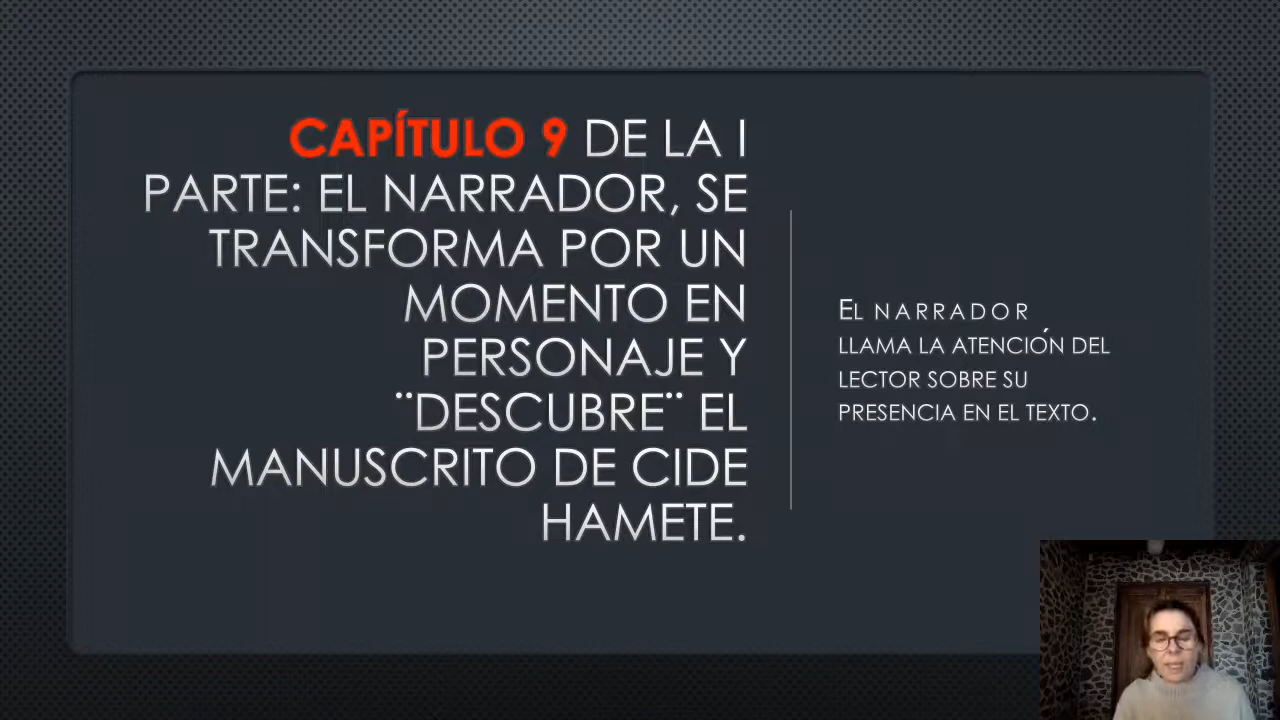 CAPÍTULO 9 DE LA I
PARTE: EL NARRADOR, SE
TRANSFORMA POR UN
MOMENTO EN
PERSONAJE Y
¨DESCUBRE¨ EL
MANUSCRITO DE CIDE
HAMETE.
EL NARRADOR
LLAMA LA ATENCIÓN DEL
LECTOR SOBRE SU
PRESENCIA EN EL TEXTO.